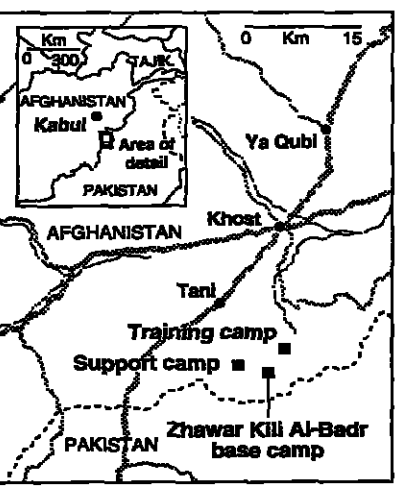 Km
0 300
TAJIK.
AFGHANISTAN
Kabul
Area of
detail
PAKISTAN
0 Km 15
Ya Qubi
Khost
AFGHANISTAN
Tani
Training camp
Support camp
Zhawar Kili Al-Badr
base camp
PAKISTAN